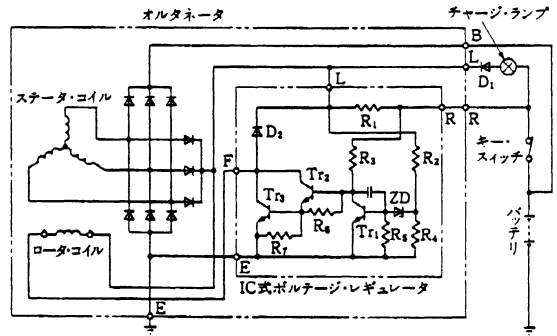 オルタネータ
チャージ・ランプ
B
L
D1
ステータ・コイル
L
R1
R
R
D2
R3
R2
キー・スイッチ
F
Tr2
Tr3
ZD
R6
Tr1
R5
R4
R7
バッテリ
ロータ・コイル
E
IC式ボルテージ・レギュレータ
E